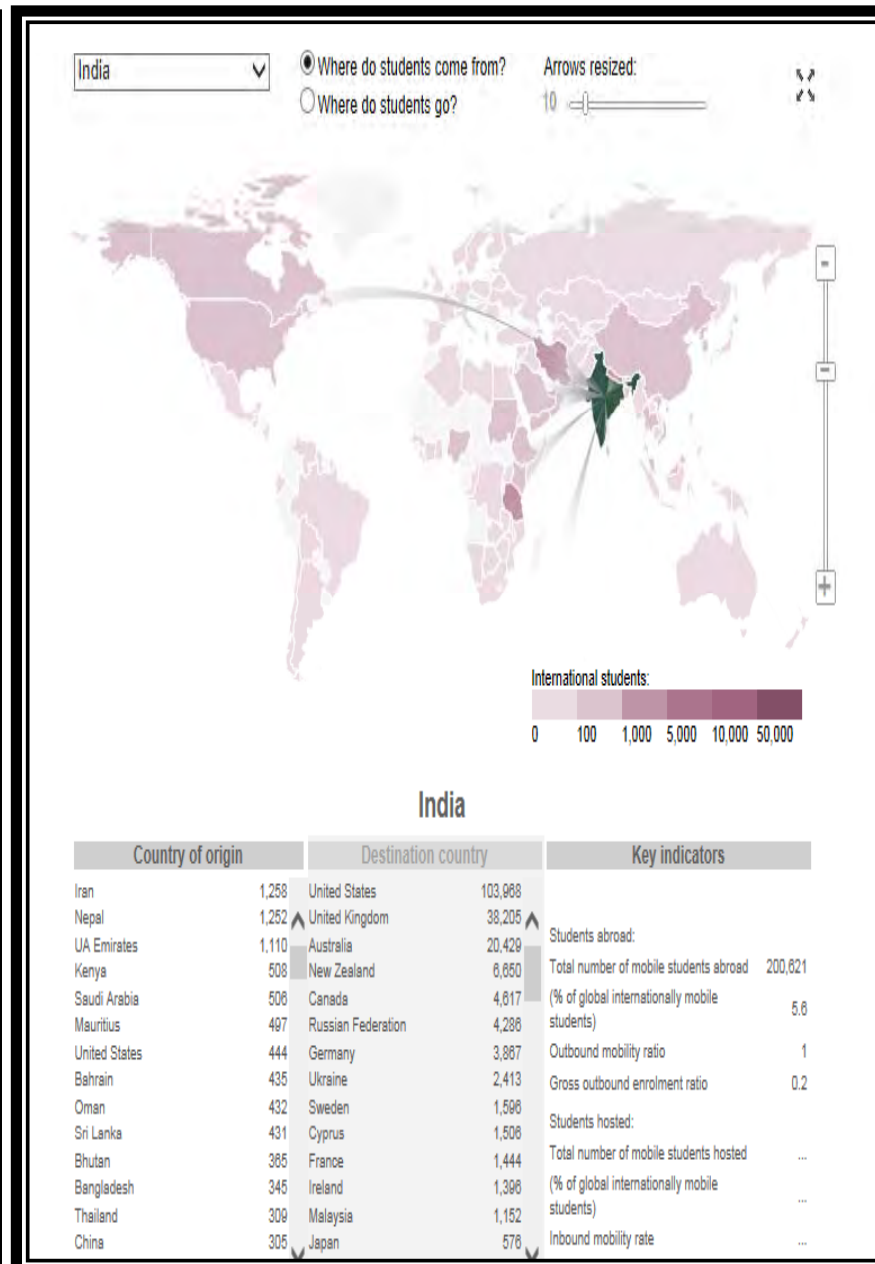 India
Where do students come from?
Where do students go?
Arrows resized:
10
International students:
0 100 1,000 5,000 10,000 50,000
India
Country of origin Destination country Key indicators
Iran 1,258 United States 103,968
Nepal 1,252 United Kingdom 38,205
UA Emirates 1,110 Australia 20,429
Students abroad:
Kenya 508 New Zealand 6,650
Total number of mobile students abroad 200,621
Saudi Arabia 506 Canada 4,617
(% of global internationally mobile
students) 5.6
Mauritius 497 Russian Federation 4,286
United States 444 Germany 3,867
Outbound mobility ratio 1
Bahrain 435 Ukraine 2,413
Gross outbound enrolment ratio 0.2
Oman 432 Sweden 1,596
Students hosted:
Sri Lanka 431 Cyprus 1,506
Bhutan 365 France 1,444
Total number of mobile students hosted ...
Bangladesh 345 Ireland 1,396
(% of global internationally mobile
students) ...
Thailand 309 Malaysia 1,152
China 305 Japan 576
Inbound mobility rate ...